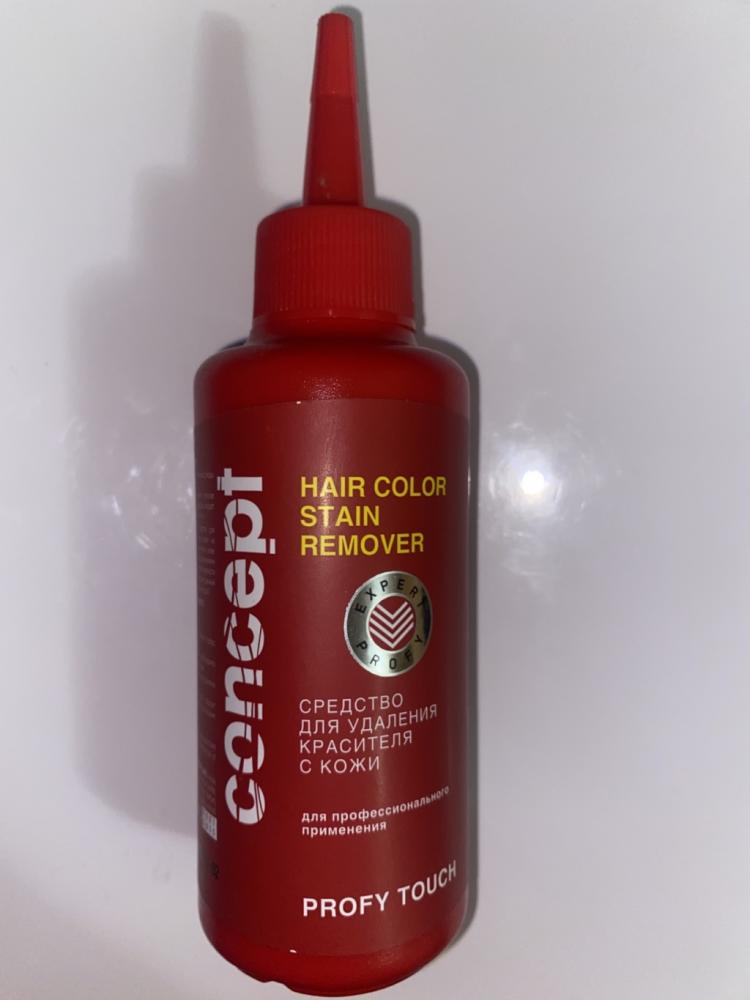 concept
HAIR COLOR
STAIN
REMOVER
EXPERT
PROFY
СРЕДСТВО
ДЛЯ УДАЛЕНИЯ
КРАСИТЕЛЯ
С КОЖИ
для профессионального
применения
PROFY TOUCH